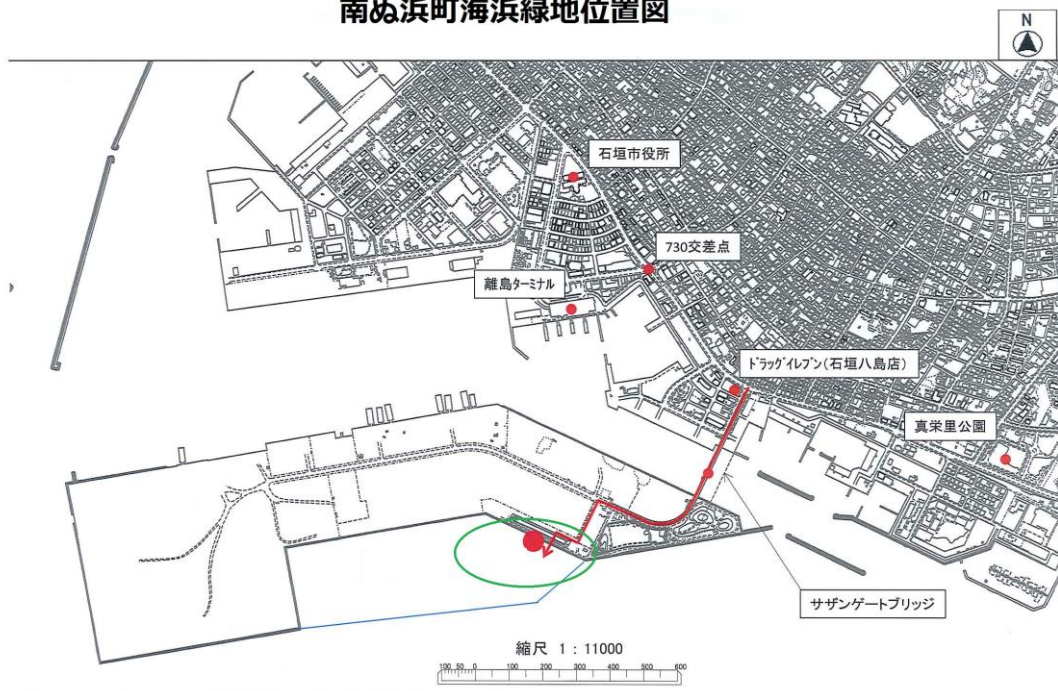 南ぬ浜町海浜緑地位置図
N
石垣市役所
730交差点
離島ターミナル
ドラッグイレブン(石垣八島店)
真栄里公園
サザンゲートブリッジ
縮尺 1:11000
100 50 0 100 200 300 400 500 600